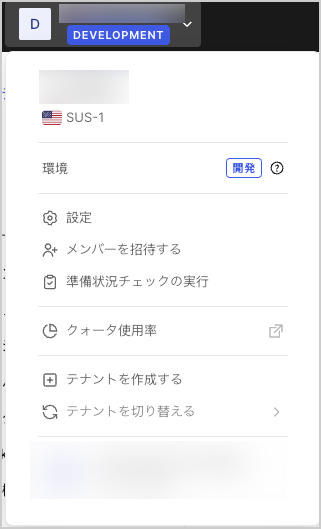 D
DEVELOPMENT
SUS-1
環境 開発
設定
メンバーを招待する
準備状況チェックの実行
クォータ使用率
テナントを作成する
テナントを切り替える